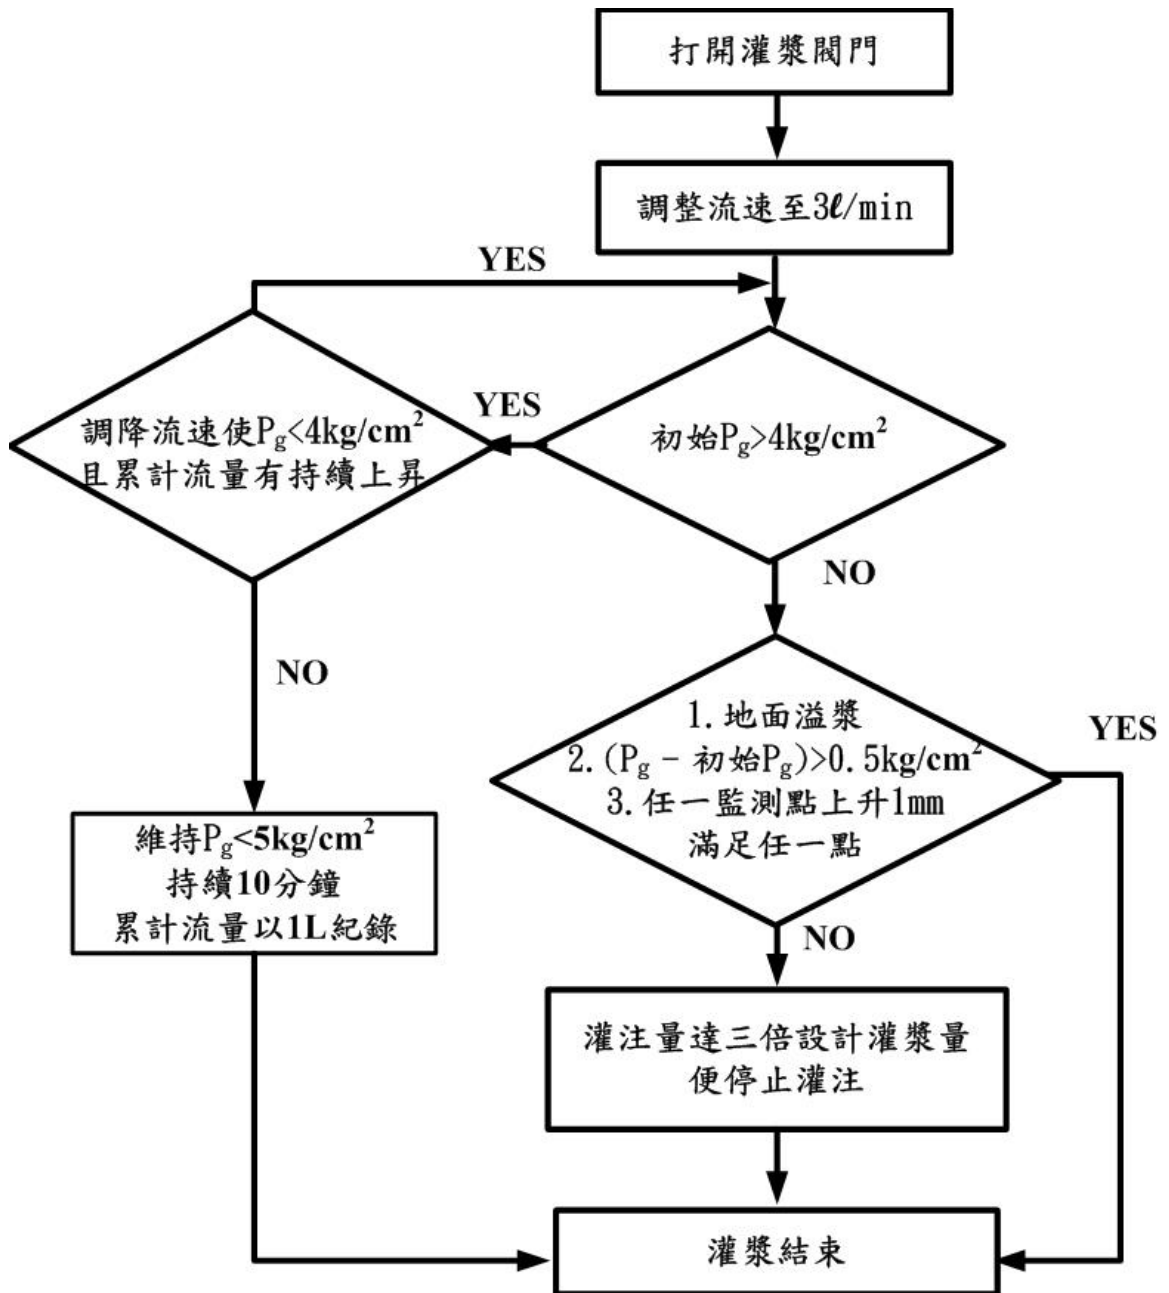 打開灌漿閥門
調整流速至3ℓ/min
YES
初始Pg>4kg/cm²
YES
調降流速使Pg<4kg/cm²
且累計流量有持續上昇
NO
NO
1.地面溢漿
2.(Pg - 初始Pg)>0.5kg/cm²
3.任一監測點上升1mm
滿足任一點
YES
維持Pg<5kg/cm²
持續10分鐘
累計流量以1L紀錄
NO
灌注量達三倍設計灌漿量
便停止灌注
灌漿結束